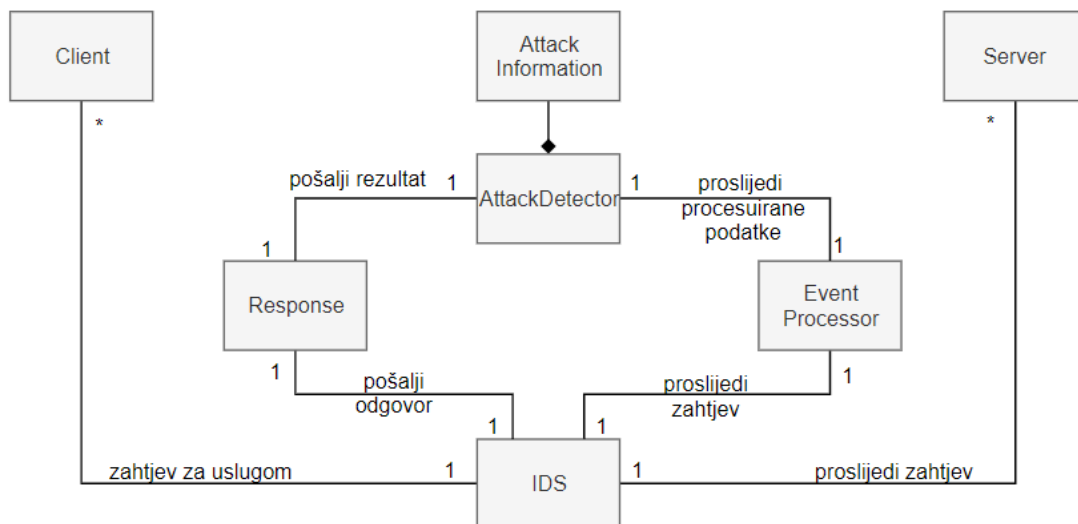 Client
Attack
Information
Server
*
*
pošalji rezultat
1
AttackDetector
1
proslijedi
procesuirane
podatke
1
1
Response
Event
Processor
1
pošalji
odgovor
proslijedi
zahtjev
1
1
1
zahtjev za uslugom
1
IDS
1
proslijedi zahtjev